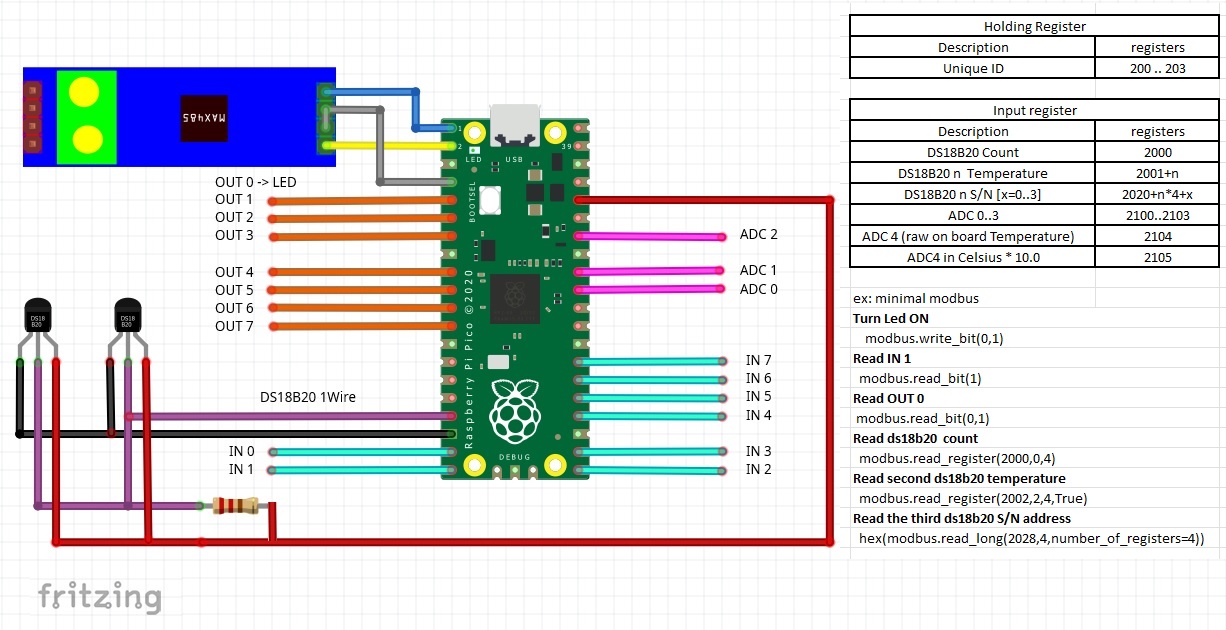 MAX485
1
2
39
LED
USB
BOOTSEL
Raspberry Pi Pico ©2020
DEBUG
OUT 0 -> LED
OUT 1
OUT 2
OUT 3
OUT 4
OUT 5
OUT 6
OUT 7
DS18
B20
DS18
B20
DS18B20 1Wire
IN 0
IN 1
ADC 2
ADC 1
ADC 0
IN 7
IN 6
IN 5
IN 4
IN 3
IN 2
fritzing
Holding Register
Description registers
Unique ID 200 .. 203
Input register
Description registers
DS18B20 Count 2000
DS18B20 n Temperature 2001+n
DS18B20 n S/N [x=0..3] 2020+n*4+x
ADC 0..3 2100..2103
ADC 4 (raw on board Temperature) 2104
ADC4 in Celsius * 10.0 2105
ex: minimal modbus
Turn Led ON
modbus.write_bit(0,1)
Read IN 1
modbus.read_bit(1)
Read OUT 0
modbus.read_bit(0,1)
Read ds18b20 count
modbus.read_register(2000,0,4)
Read second ds18b20 temperature
modbus.read_register(2002,2,4,True)
Read the third ds18b20 S/N address
hex(modbus.read_long(2028,4,number_of_registers=4))